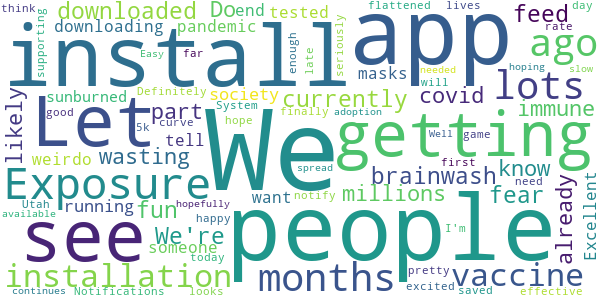 think downloaded Do end tested flattened lives day
supporting install app feed
downloading pandemic ago
Easy far enough late seriously masks rate
sunburned Definitely society System currently needed will hoping slow lots
likely Let part covid
good 5k curve tell hope finally adoption immune
weirdo wasting We getting Well game
Exposure spread first brainwash know
Utah running fun want notify millions need fear already Excellent
available hopefully happy people
see We're someone I'm
today pretty
installation months excited vaccine
continues Notifications looks saved effective